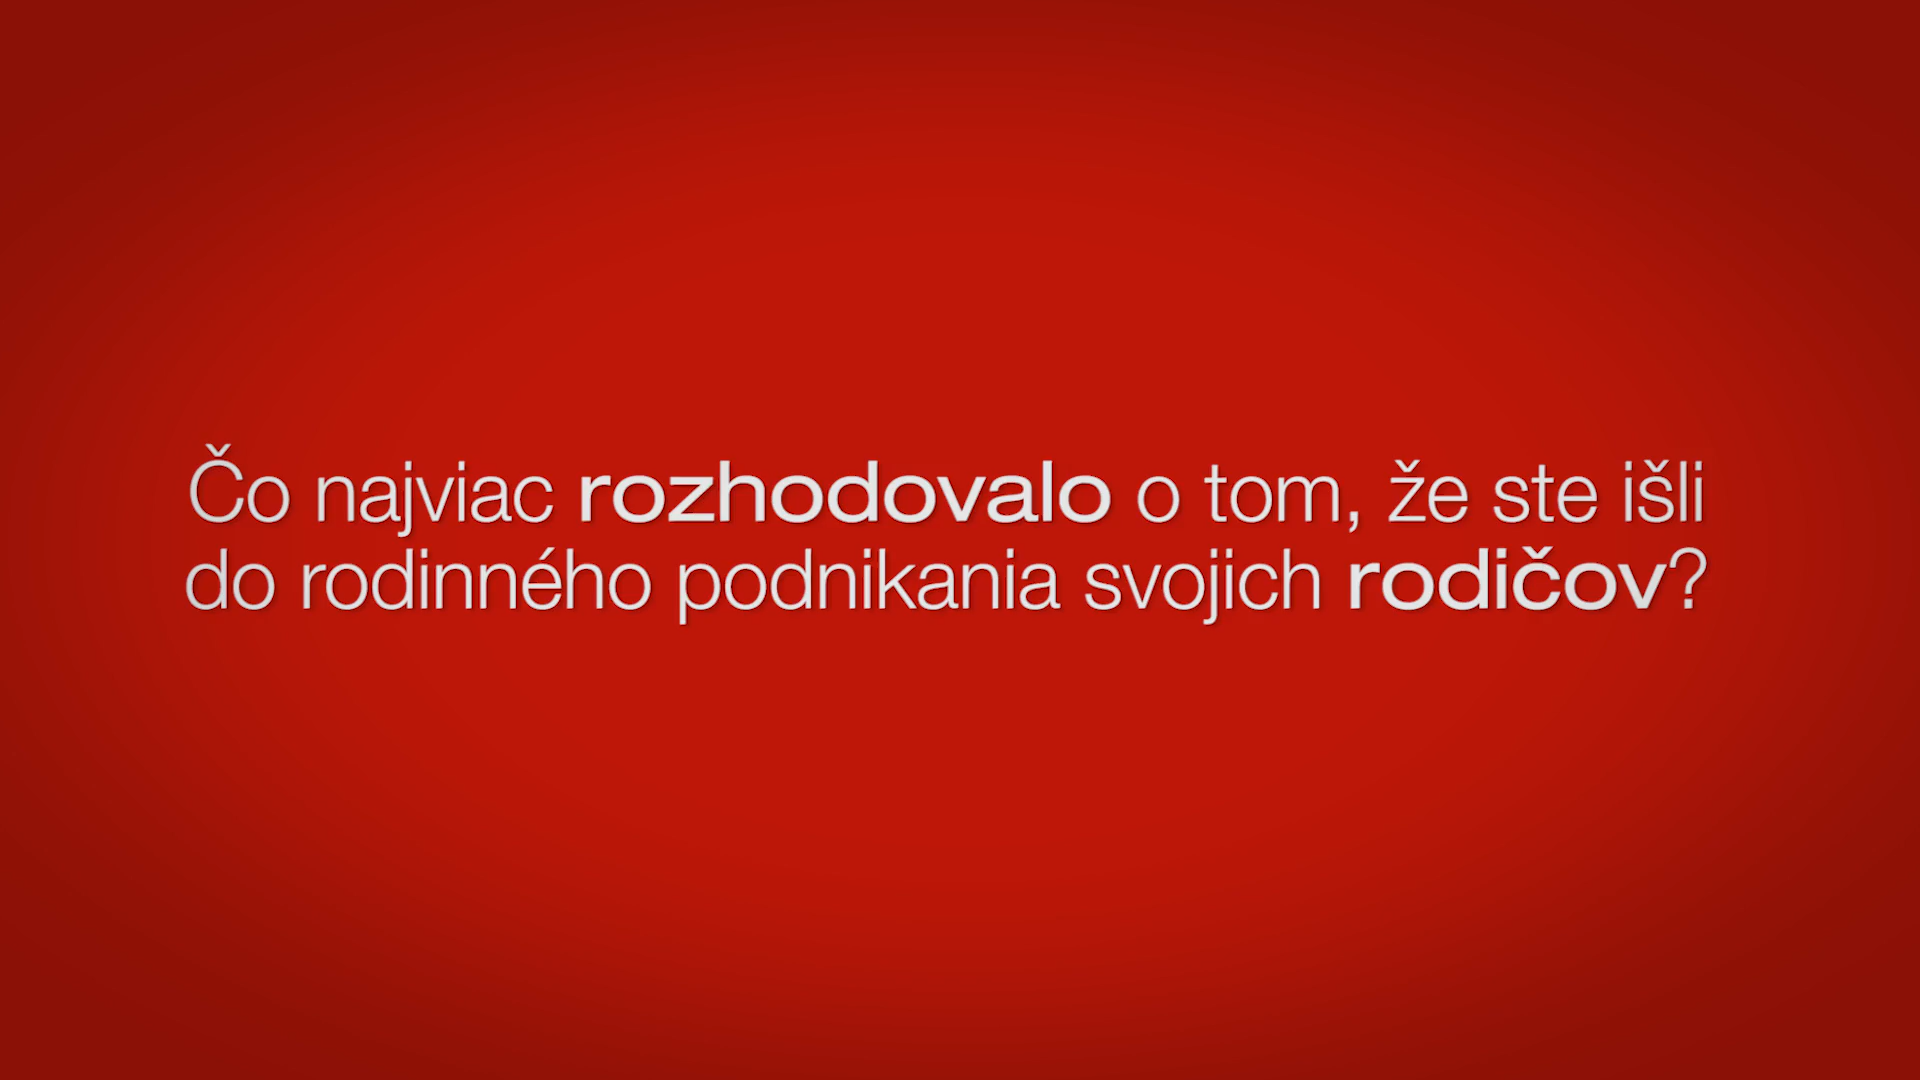 Čo najviac rozhodovalo o tom, že ste išli
do rodinného podnikania svojich rodičov?